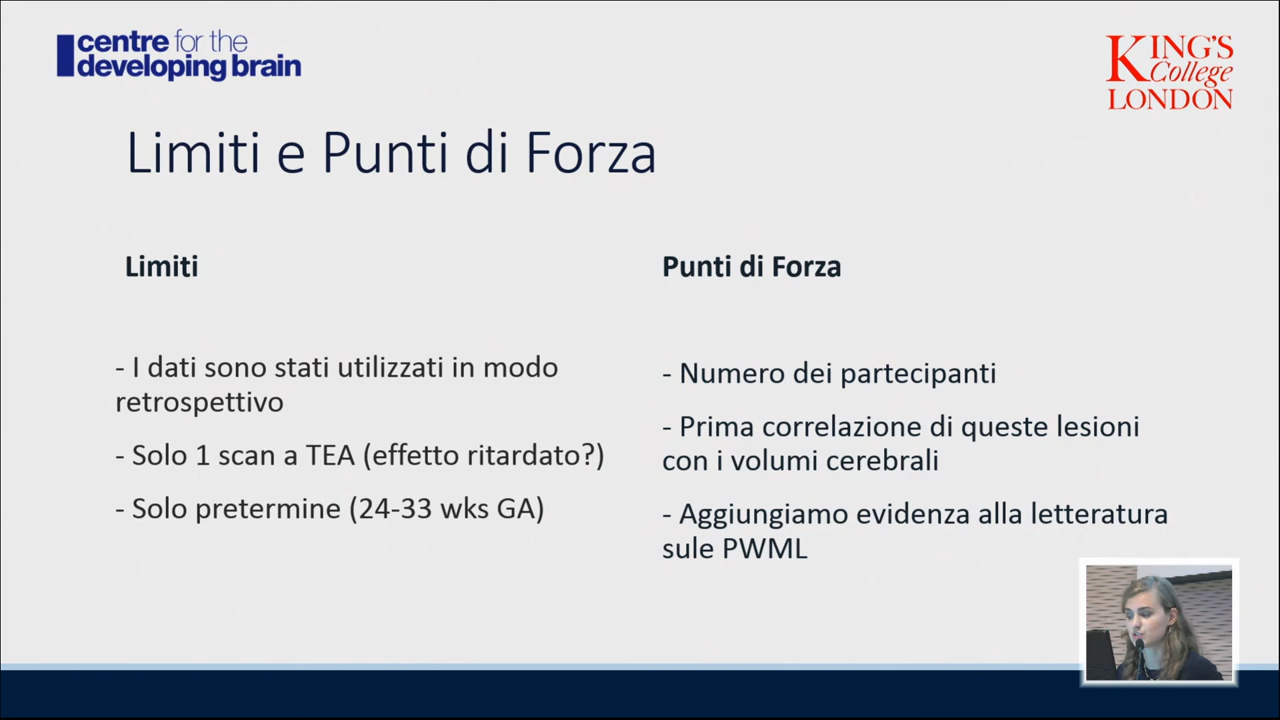 centre for the
developing brain
KING'S
College
LONDON
Limiti e Punti di Forza
Limiti
- I dati sono stati utilizzati in modo
retrospettivo
- Solo 1 scan a TEA (effetto ritardato?)
- Solo pretermine (24-33 wks GA)
Punti di Forza
- Numero dei partecipanti
- Prima correlazione di queste lesioni
con i volumi cerebrali
- Aggiungiamo evidenza alla letteratura
sule PWML